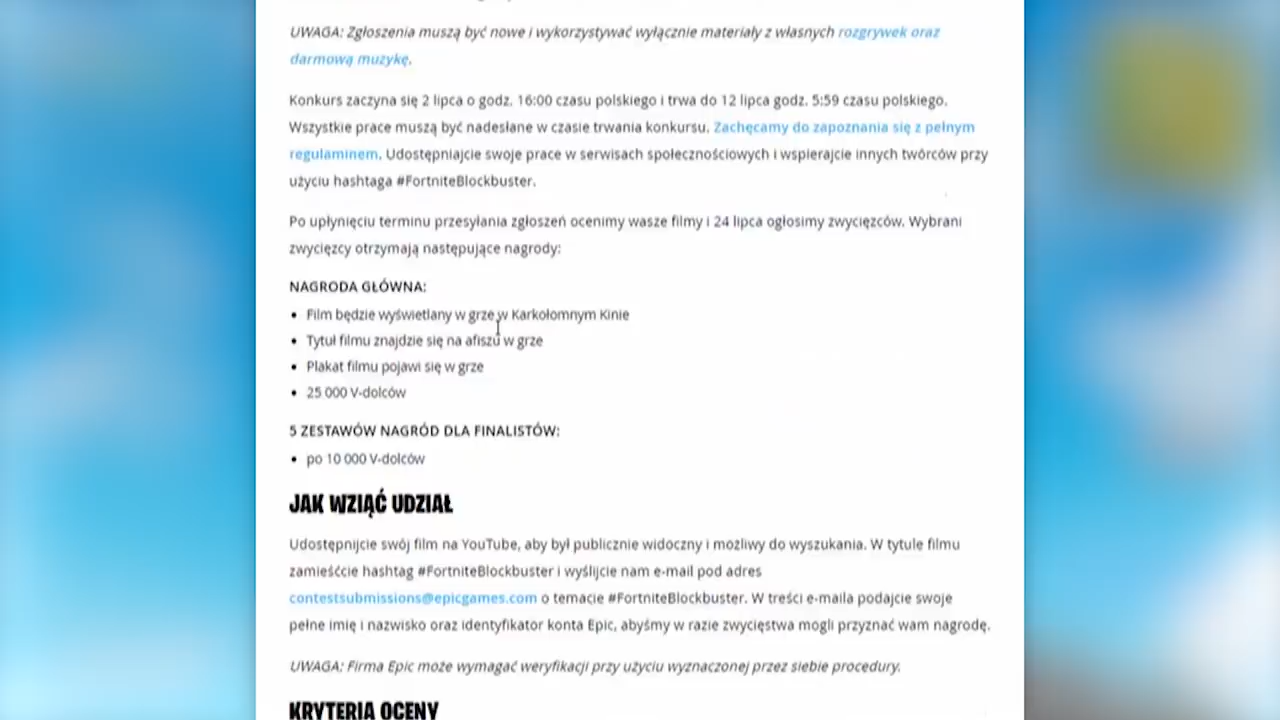 UWAGA: Zgłoszenia muszą być nowe i wykorzystywać wyłącznie materiały z własnych rozgrywek oraz
darmową muzykę.
Konkurs zaczyna się 2 lipca o godz. 16:00 czasu polskiego i trwa do 12 lipca godz. 5:59 czasu polskiego.
Wszystkie prace muszą być nadesłane w czasie trwania konkursu. Zachęcamy do zapoznania się z pełnym
regulaminem. Udostępniajcie swoje prace w serwisach społecznościowych i wspierajcie innych twórców przy
użyciu hashtaga #FortniteBlockbuster.
Po upłynięciu terminu przesyłania zgłoszeń ocenimy wasze filmy i 24 lipca ogłosimy zwycięzców. Wybrani
zwycięzcy otrzymają następujące nagrody:
NAGRODA GŁÓWNA:
• Film będzie wyświetlany w grze w Karkołomnym Kinie
• Tytuł filmu znajdzie się na afiszu w grze
• Plakat filmu pojawi się w grze
• 25 000 V-dolców
5 ZESTAWÓW NAGRÓD DLA FINALISTÓW:
• po 10 000 V-dolców
JAK WZIĄĆ UDZIAŁ
Udostępnijcie swój film na YouTube, aby był publicznie widoczny i możliwy do wyszukania. W tytule filmu
zamieśćcie hashtag #FortniteBlockbuster i wyślijcie nam e-mail pod adres
contestsubmissions@epicgames.com o temacie #FortniteBlockbuster. W treści e-maila podajcie swoje
pełne imię i nazwisko oraz identyfikator konta Epic, abyśmy w razie zwycięstwa mogli przyznać wam nagrodę.
UWAGA: Firma Epic może wymagać weryfikacji przy użyciu wyznaczonej przez siebie procedury.
KRYTERIA OCENY